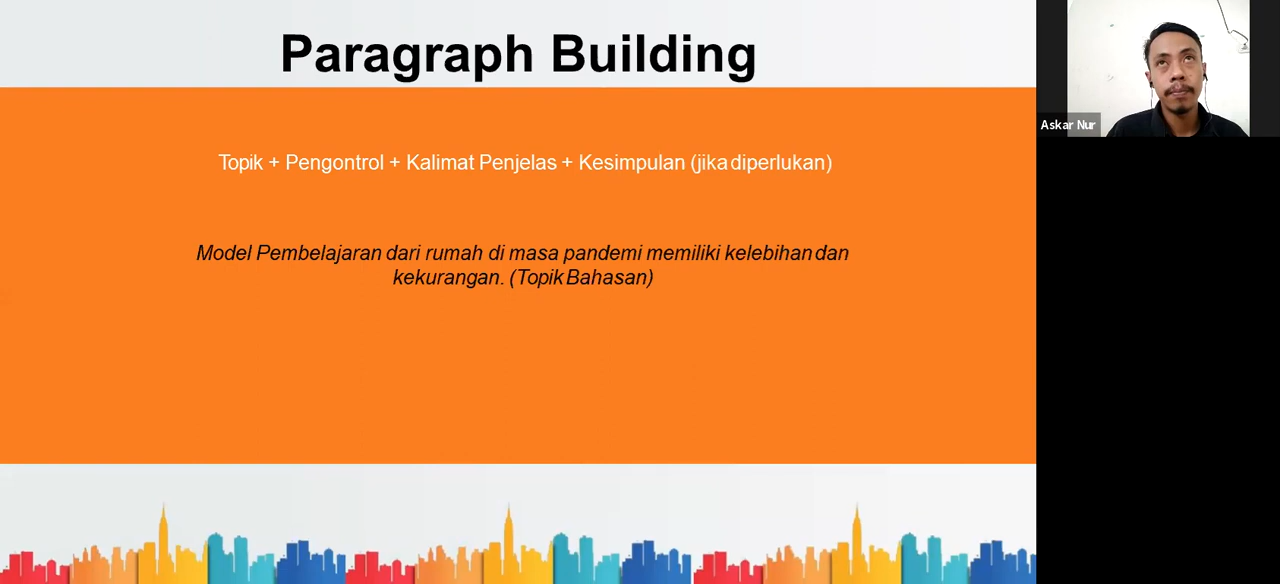 Paragraph Building
Topik + Pengontrol + Kalimat Penjelas + Kesimpulan (jika diperlukan)
Model Pembelajaran dari rumah di masa pandemi memiliki kelebihan dan
kekurangan. (Topik Bahasan)
Askar Nur